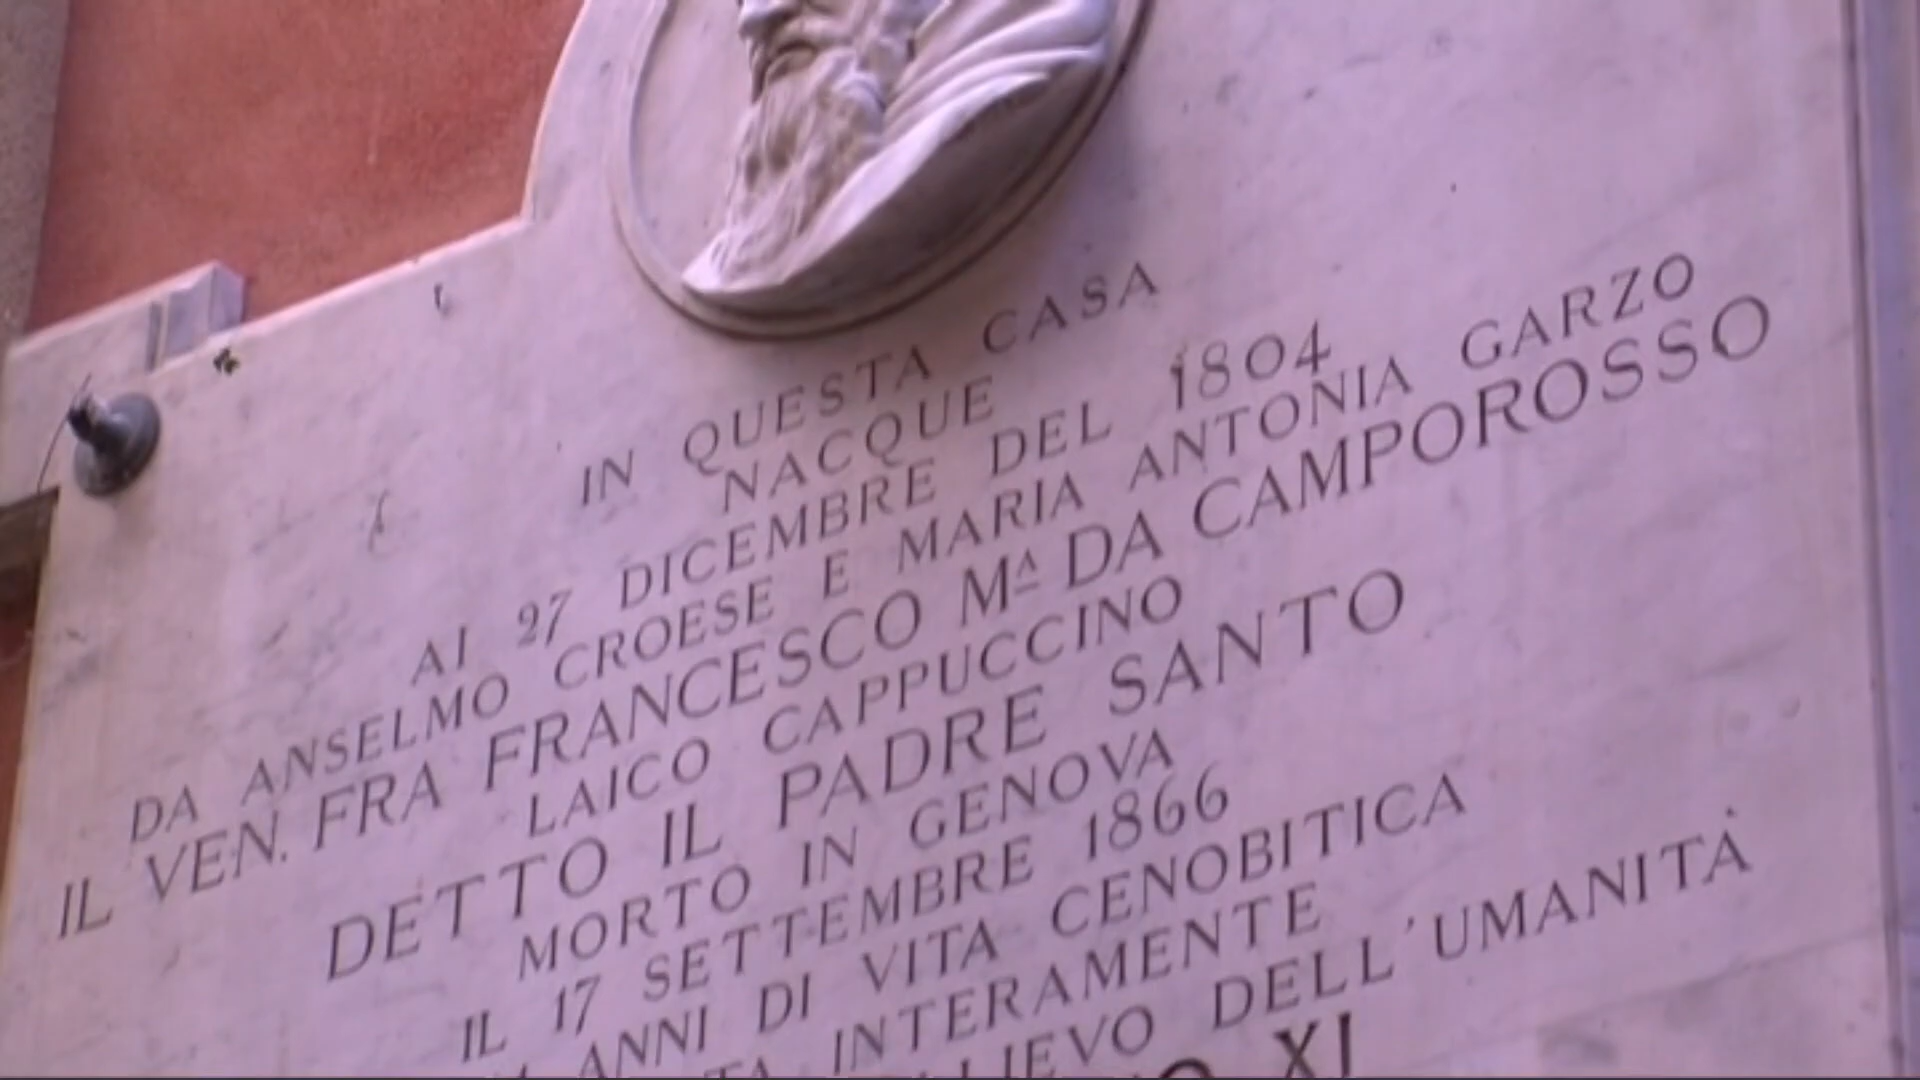 IN QUESTA CASA
NACQUE
AI 27 DICEMBRE DEL 1804
DA ANSELMO CROESE E MARIA ANTONIA GARZO
IL VEN. FRA FRANCESCO Mᴬ DA CAMPOROSSO
LAICO CAPPUCCINO
DETTO IL PADRE SANTO
MORTO IN GENOVA
IL 17 SETTEMBRE 1866
ANNI DI VITA CENOBITICA
INTERAMENTE
DELL'UMANITÀ
XI